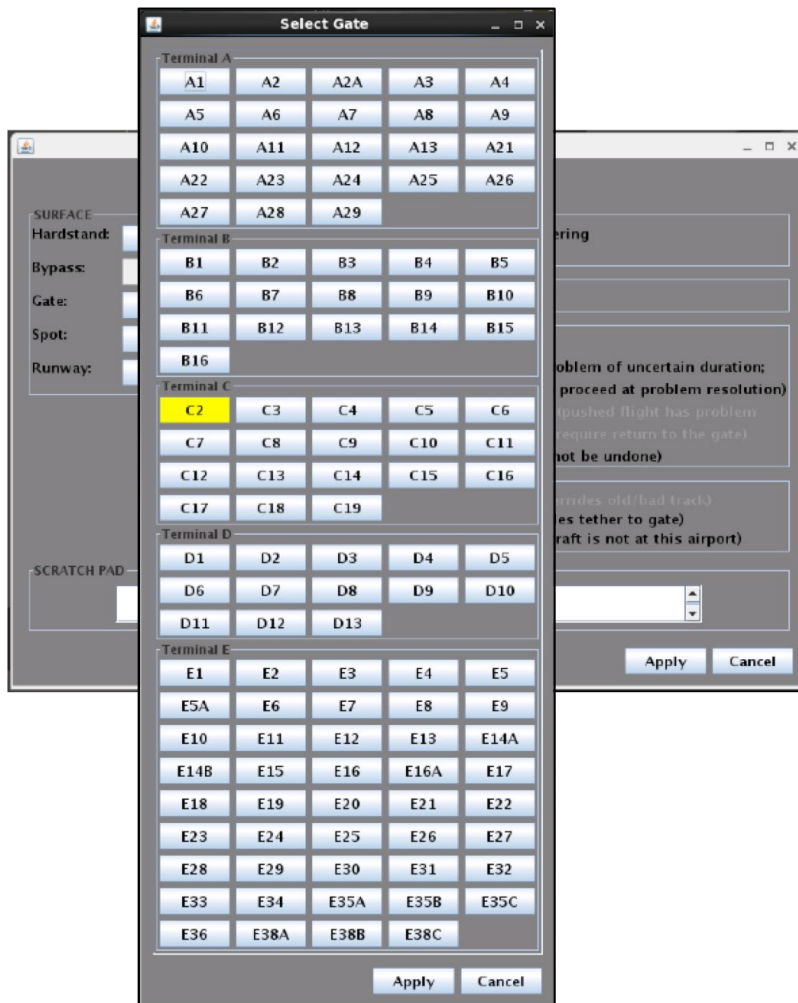 Select Gate
Terminal A
A1 A2 A2A A3 A4
A5 A6 A7 A8 A9
A10 A11 A12 A13 A21
A22 A23 A24 A25 A26
A27 A28 A29
Terminal B
B1 B2 B3 B4 B5
B6 B7 B8 B9 B10
B11 B12 B13 B14 B15
B16
Terminal C
C2 C3 C4 C5 C6
C7 C8 C9 C10 C11
C12 C13 C14 C15 C16
C17 C18 C19
Terminal D
D1 D2 D3 D4 D5
D6 D7 D8 D9 D10
D11 D12 D13
Terminal E
E1 E2 E3 E4 E5
E5A E6 E7 E8 E9
E10 E11 E12 E13 E14A
E14B E15 E16 E16A E17
E18 E19 E20 E21 E22
E23 E24 E25 E26 E27
E28 E29 E30 E31 E32
E33 E34 E35A E35B E35C
E36 E38A E38B E38C
Apply Cancel
SURFACE
Hardstand:
Bypass:
Gate:
Spot:
Runway:
SCRATCH PAD
ering
oblem of uncertain duration;
proceed at problem resolution)
(pushed flight has problem
require return to the gate)
not be undone)
rrides old/bad track)
les tether to gate)
raft is not at this airport)
Apply Cancel